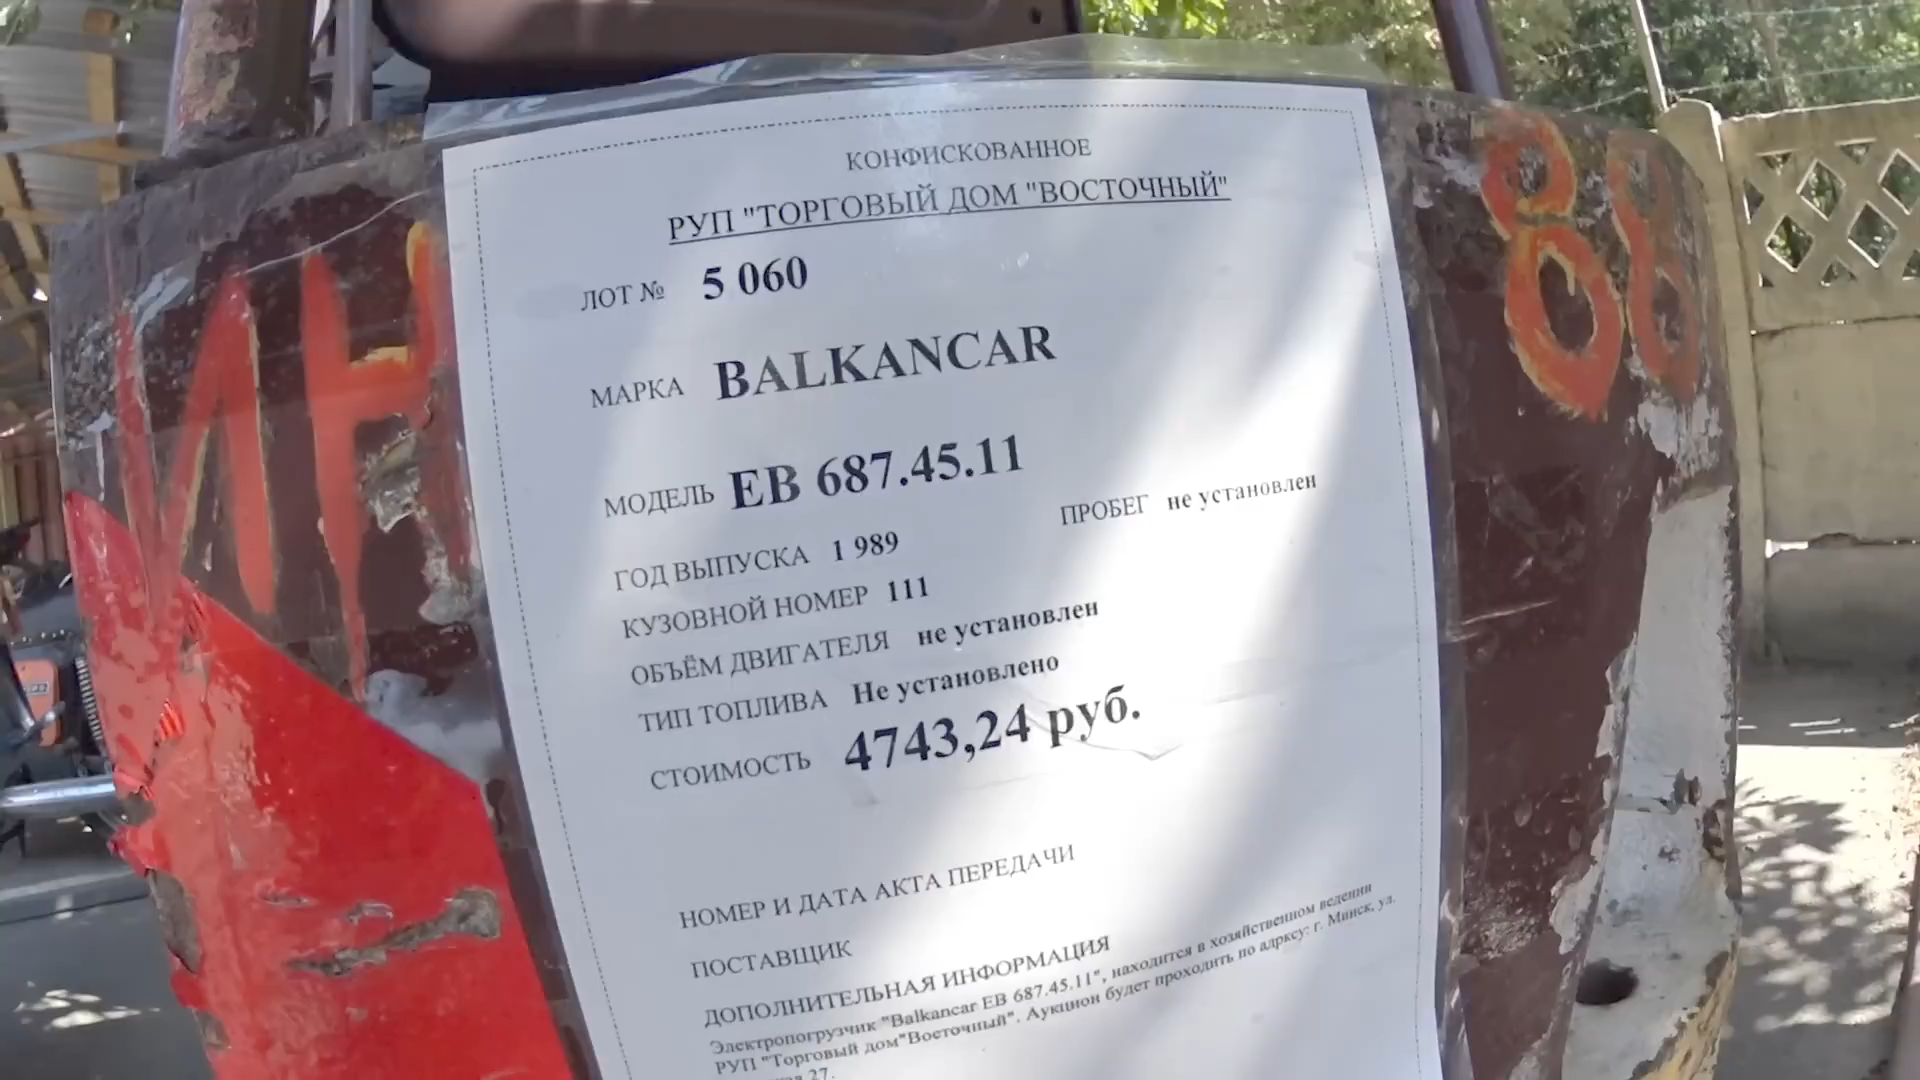 КОНФИСКОВАННОЕ
РУП "ТОРГОВЫЙ ДОМ "ВОСТОЧНЫЙ"
ЛОТ № 5 060
МАРКА BALKANCAR
МОДЕЛЬ EB 687.45.11
ГОД ВЫПУСКА 1 989 ПРОБЕГ не установлен
КУЗОВНОЙ НОМЕР 111
ОБЪЁМ ДВИГАТЕЛЯ не установлен
ТИП ТОПЛИВА Не установлено
СТОИМОСТЬ 4743,24 руб.
НОМЕР И ДАТА АКТА ПЕРЕДАЧИ
ПОСТАВЩИК
ДОПОЛНИТЕЛЬНАЯ ИНФОРМАЦИЯ
Электропогрузчик "Balkancar EB 687.45.11", находится в хозяйственном ведении
РУП "Торговый дом"Восточный". Аукцион будет проходить по адрксу: г. Минск, ул.
27.
88